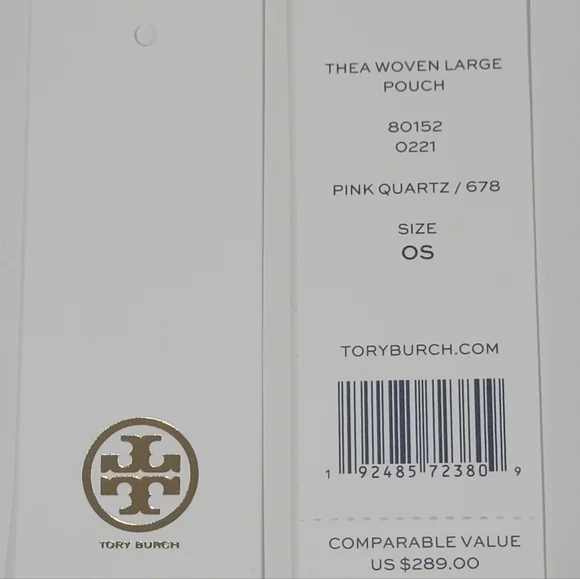 TORY BURCH
THEA WOVEN LARGE
POUCH
80152
0221
PINK QUARTZ / 678
SIZE
OS
TORYBURCH.COM
1 92485 72380 9
COMPARABLE VALUE
US $289.00